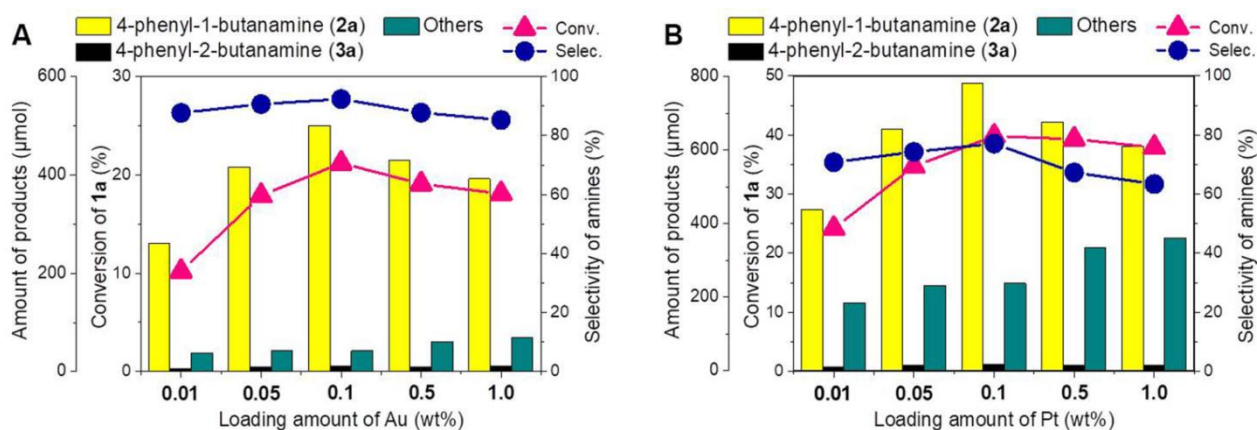 A
4-phenyl-1-butanamine (2a)
Others
Conv.
4-phenyl-2-butanamine (3a)
Selec.
Amount of products (μmol)
600
400
200
0
Conversion of 1a (%)
30
20
10
0
100
80
60
40
20
0
Selectivity of amines (%)
0.01 0.05 0.1 0.5 1.0
Loading amount of Au (wt%)
B
4-phenyl-1-butanamine (2a)
Others
Conv.
4-phenyl-2-butanamine (3a)
Selec.
Amount of products (μmol)
800
600
400
200
0
Conversion of 1a (%)
50
40
30
20
10
0
100
80
60
40
20
0
Selectivity of amines (%)
0.01 0.05 0.1 0.5 1.0
Loading amount of Pt (wt%)